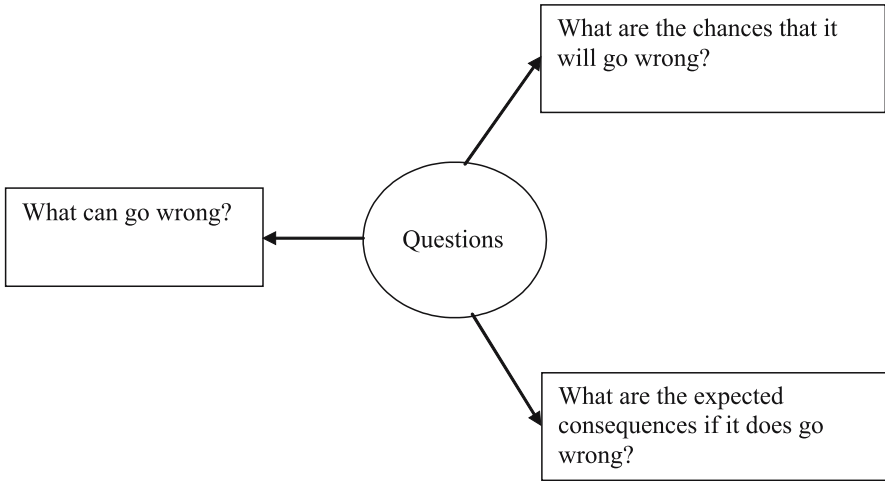 What are the chances that it
will go wrong?
What can go wrong?
Questions
What are the expected
consequences if it does go
wrong?